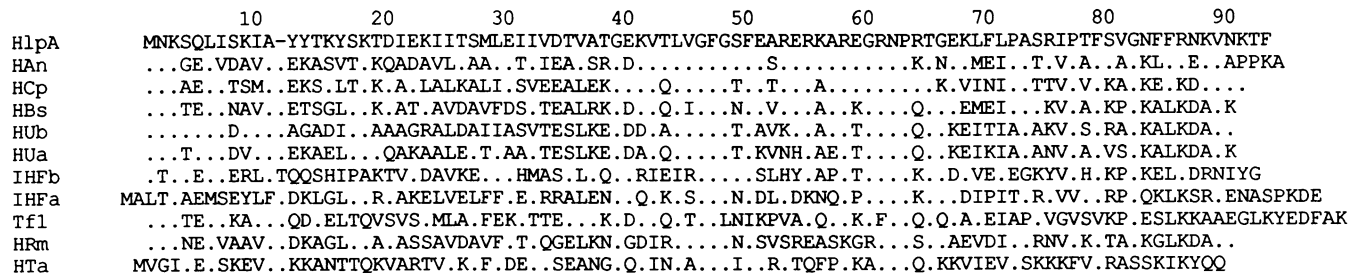 10 20 30 40 50 60 70 80 90
HlpA MNKSQLISKIA-YYTKYSKTDIEKIITSMLEIIVDTVATGEKVTLVGFGSFEARERKAREGRNPRTGEKLFLPASRIPTFSVGNFFRNKVNKTF
HAn ...GE.VDAV...EKASVT.KQADAVL.AA..T.IEA.SR.D...........S...........K.N..MEI..T.V.A..A.KL..E..APPKA
HCp ...AE..TSM...EKS.LT.K.A.LALKALI.SVEEALEK....Q.....T..T...A.........K.VINI..TTV.V.KA.KE.KD....
HBs ...TE..NAV...ETSGL..K.AT.AVDAVFDS.TEALRK.D..Q.I...N..V....A..K....Q...EMEI...KV.A..KP.KALKDA.K
HUb .......D....AGADI..AAAGRALDAIIASVTESLKE.DD.A.....T.AVK..A..T....Q..KEITIA.AKV.S.RA.KALKDA..
HUa ...T...DV...EKAEL...QAKAALE.T.AA.TESLKE.DA.Q.....T.KVNH.AE.T....Q..KEIKIA.ANV.A.VS.KALKDA.K
IHFb .T..E..ERL.TQQSHIPAKTV.DAVKE...HMAS.L.Q..RIEIR.....SLHY.AP.T....K..D.VE.EGKYV.H.KP.KEL.DRNIYG
IHFa MALT.AEMSEYLF.DKLGL..R.AKELVELFF.E.RRALEN..Q.K.S...N.DL.DKNQ.P....K...DIPITR.VV..RP.QKLKSR.ENASPKDE
Tf1 ...TE..KA...QD.ELTQVSVS.MLA.FEK.TTE...K.D..Q.T...LNIKPVA.Q..K.F..Q.Q.A.EIAP.VGVSVKP.ESLKKAAEGLKYEDFAK
HRm ...NE.VAAV...DKAGL..A.ASSAVDAVF.T.QGELKN.GDIR.....N.SVSREASKGR...S...AEVDI..RNV.K.TA.KGLKDA..
HTa MVGI.E.SKEV...KKANTTQKVARTV.K.F.DE..SEANG.Q.IN.A...I..R.TQFP.KA...Q.KKVIEV.SKKKFV.RASSKIKYQQ